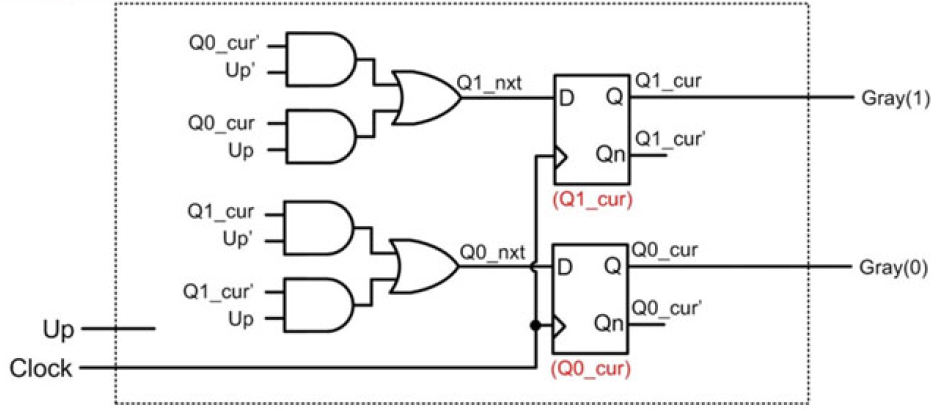 Q0_cur'
Up'
Q1_nxt
Q1_cur
D
Q
Gray(1)
Q0_cur
Up
Q1_cur'
Qn
(Q1_cur)
Q1_cur
Up'
Q0_nxt
Q0_cur
D
Q
Gray(0)
Q1_cur'
Up
Q0_cur'
Qn
Up
Clock
(Q0_cur)